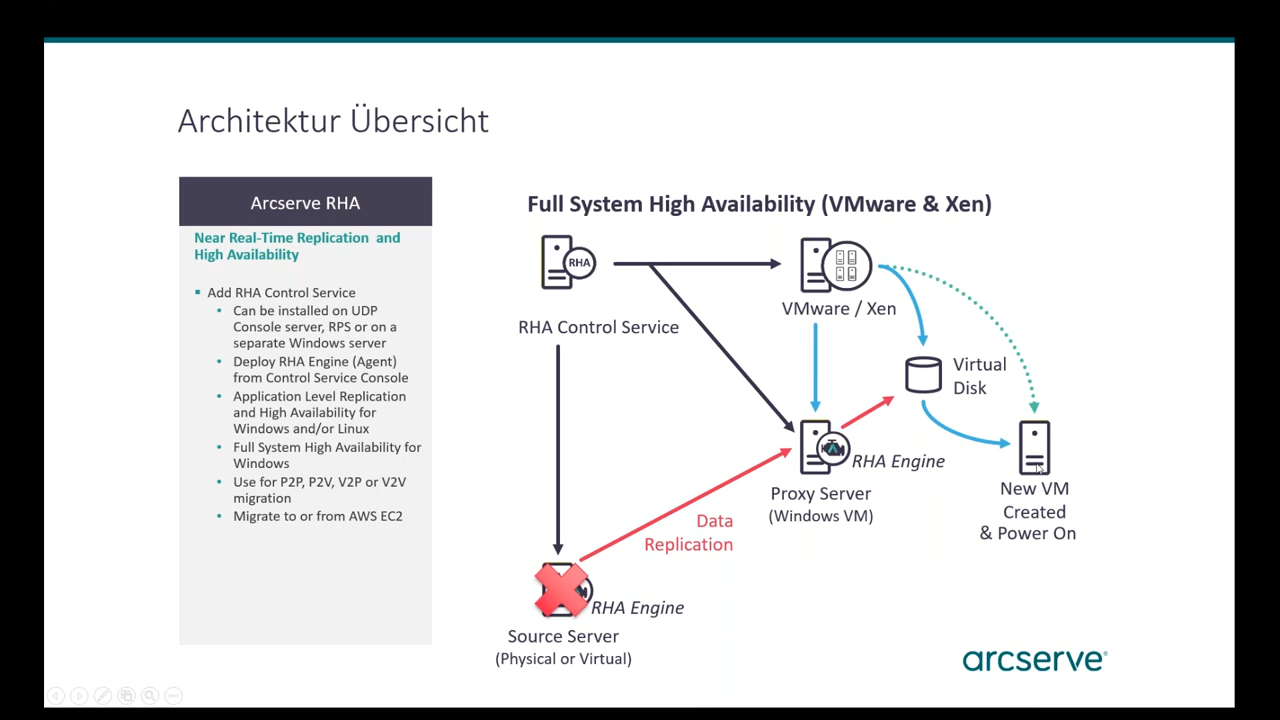 Architektur Übersicht
Arcserve RHA
Near Real-Time Replication and
High Availability
Add RHA Control Service
Can be installed on UDP
Console server, RPS or on a
separate Windows server
Deploy RHA Engine (Agent)
from Control Service Console
Application Level Replication
and High Availability for
Windows and/or Linux
Full System High Availability for
Windows
Use for P2P, P2V, V2P or V2V
migration
Migrate to or from AWS EC2
Full System High Availability (VMware & Xen)
RHA
RHA Control Service
VMware / Xen
Virtual
Disk
RHA Engine
Proxy Server
(Windows VM)
New VM
Created
& Power On
Data
Replication
RHA Engine
Source Server
(Physical or Virtual)
arcserve®